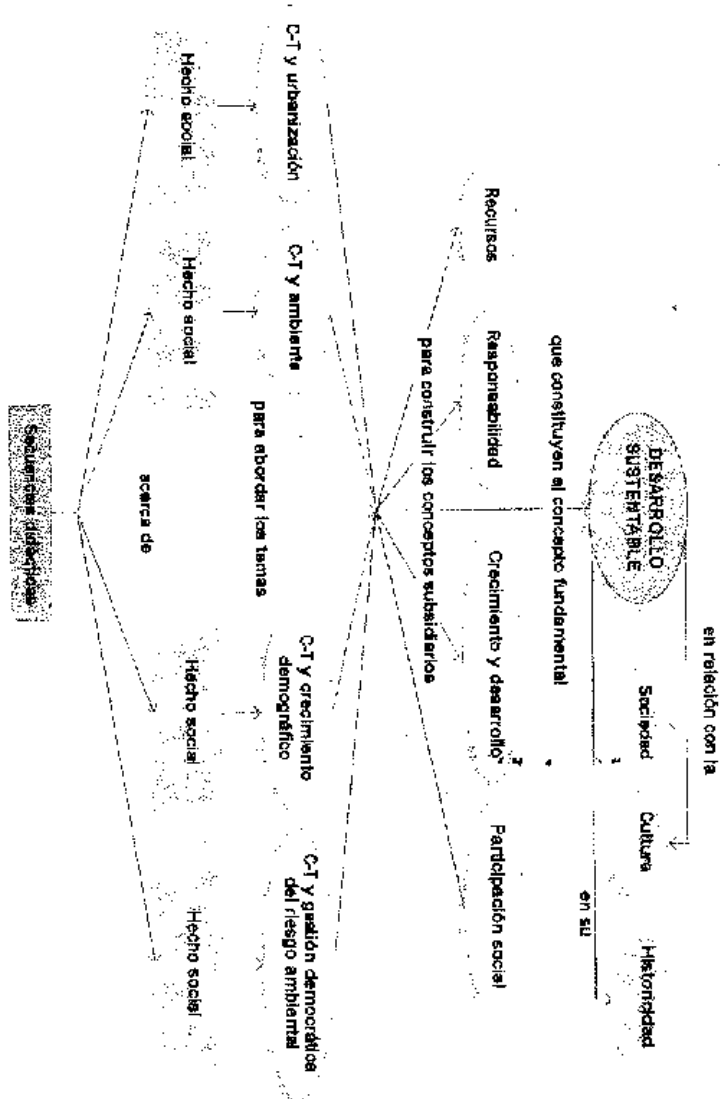 en relación con la
DESARROLLO
SUSTENTABLE
Sociedad
Cultura
Historicidad
en su
que constituyen el concepto fundamental
Recursos
Responsabilidad
Crecimiento y desarrollo
Participación social
para construir los conceptos subsidiarios
C-T y urbanización
C-T y ambiente
C-T y crecimiento
demográfico
C-T y gestión democrática
del riesgo ambiental
para abordar los temas
Hecho social
Hecho social
Hecho social
Hecho social
acerca de
Secuencias didácticas